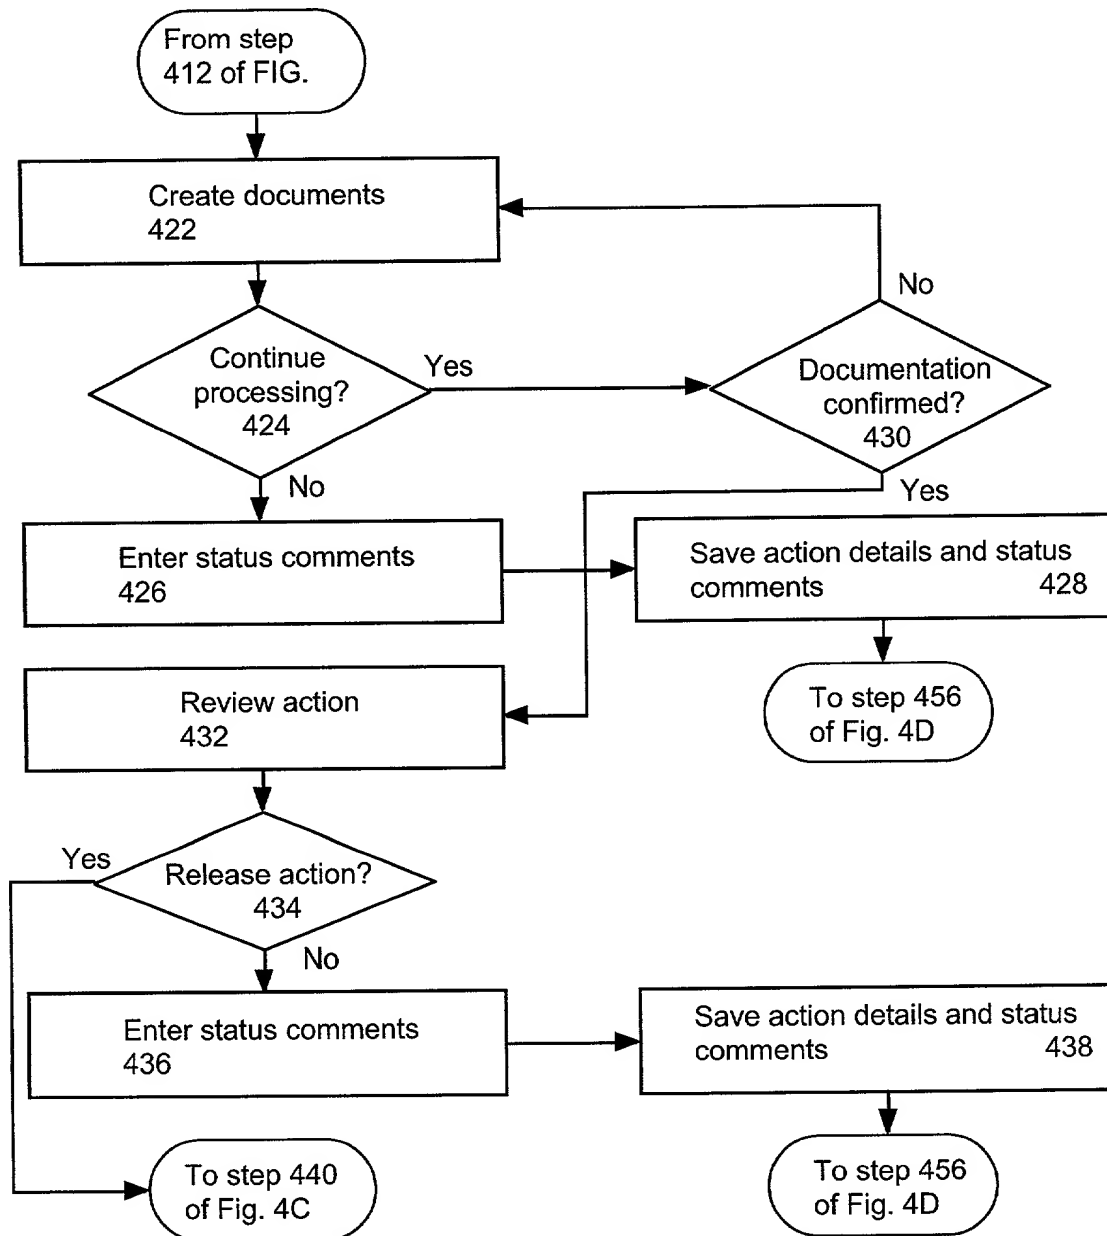 From step
412 of FIG.
Create documents
422
No
Continue
processing?
424
Yes
Documentation
confirmed?
430
No
Yes
Enter status comments
426
Save action details and status
comments 428
Review action
432
To step 456
of Fig. 4D
Yes
Release action?
434
No
Enter status comments
436
Save action details and status
comments 438
To step 440
of Fig. 4C
To step 456
of Fig. 4D